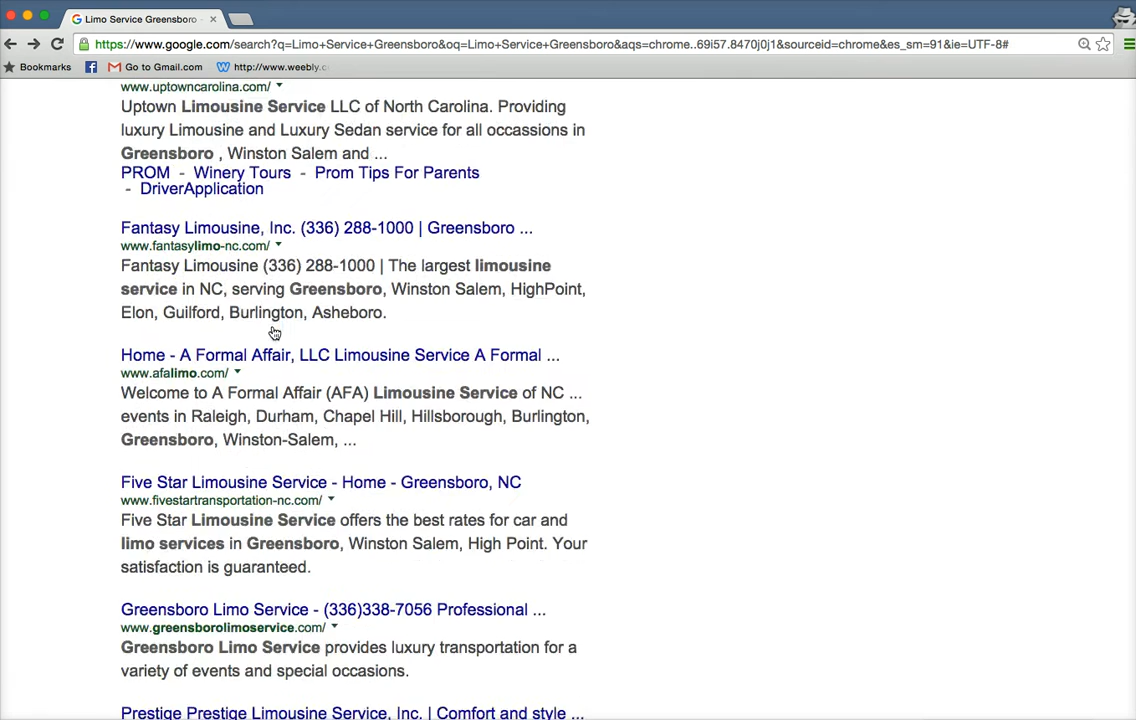 Limo Service Greensboro
https://www.google.com/search?q=Limo+Service+Greensboro&oq=Limo+Service+Greensboro&aqs=chrome..69i57.8470j0j1&sourceid=chrome&es_sm=91&ie=UTF-8#
Bookmarks Go to Gmail.com http://www.weebly.c
www.uptowncarolina.com/
Uptown Limousine Service LLC of North Carolina. Providing
luxury Limousine and Luxury Sedan service for all occassions in
Greensboro , Winston Salem and ...
PROM - Winery Tours - Prom Tips For Parents
- DriverApplication
Fantasy Limousine, Inc. (336) 288-1000 | Greensboro ...
www.fantasylimo-nc.com/
Fantasy Limousine (336) 288-1000 | The largest limousine
service in NC, serving Greensboro, Winston Salem, HighPoint,
Elon, Guilford, Burlington, Asheboro.
Home - A Formal Affair, LLC Limousine Service A Formal ...
www.afalimo.com/
Welcome to A Formal Affair (AFA) Limousine Service of NC ...
events in Raleigh, Durham, Chapel Hill, Hillsborough, Burlington,
Greensboro, Winston-Salem, ...
Five Star Limousine Service - Home - Greensboro, NC
www.fivestartransportation-nc.com/
Five Star Limousine Service offers the best rates for car and
limo services in Greensboro, Winston Salem, High Point. Your
satisfaction is guaranteed.
Greensboro Limo Service - (336)338-7056 Professional ...
www.greensborolimoservice.com/
Greensboro Limo Service provides luxury transportation for a
variety of events and special occasions.
Prestige Prestige Limousine Service, Inc. | Comfort and style ...